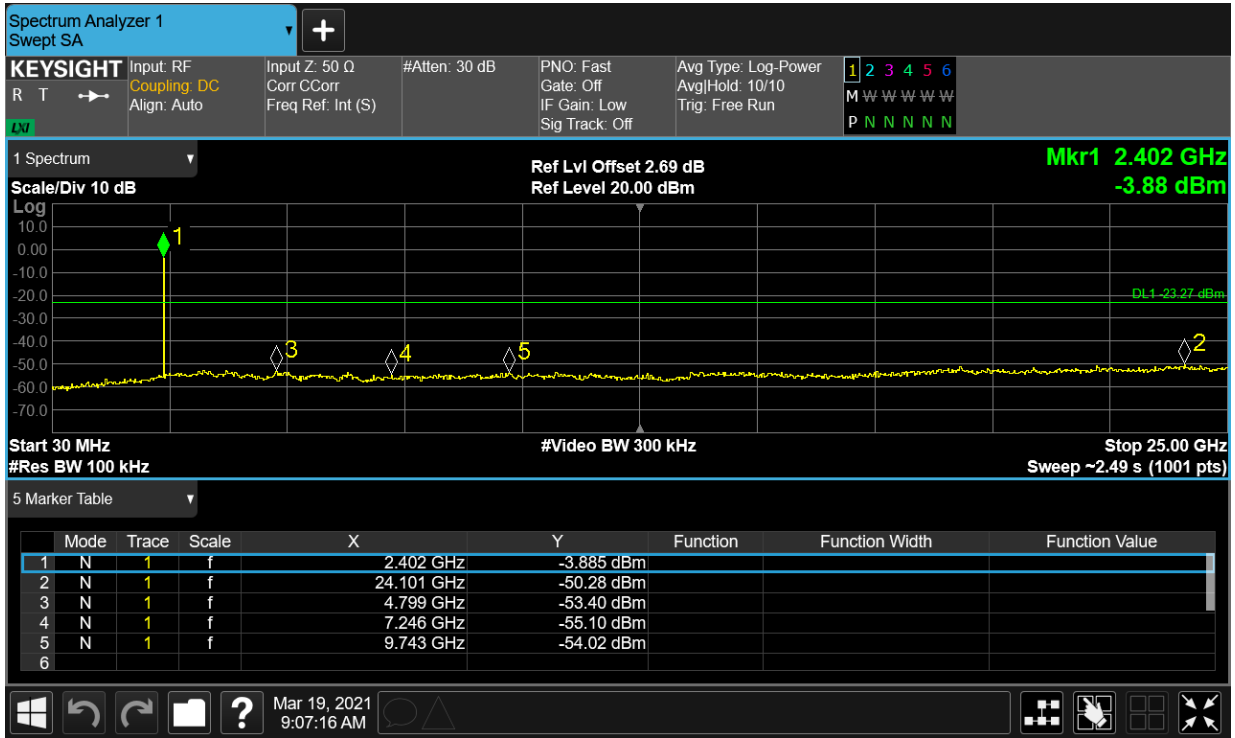 Spectrum Analyzer 1
Swept SA
KEYSIGHT
R T
LXI
Input: RF
Coupling: DC
Align: Auto
Input Z: 50 Ω
Corr CCorr
Freq Ref: Int (S)
#Atten: 30 dB
PNO: Fast
Gate: Off
IF Gain: Low
Sig Track: Off
Avg Type: Log-Power
Avg|Hold: 10/10
Trig: Free Run
1 2 3 4 5 6
M W W W W W
P N N N N N
1 Spectrum
Scale/Div 10 dB
Ref Lvl Offset 2.69 dB
Ref Level 20.00 dBm
Mkr1 2.402 GHz
-3.88 dBm
Log
10.0
0.00
-10.0
-20.0
-30.0
-40.0
-50.0
-60.0
-70.0
1
3
4
5
2
DL1 -23.27 dBm
Start 30 MHz
#Res BW 100 kHz
#Video BW 300 kHz
Stop 25.00 GHz
Sweep ~2.49 s (1001 pts)
5 Marker Table
Mode Trace Scale X Y Function Function Width Function Value
1 N 1 f 2.402 GHz -3.885 dBm
2 N 1 f 24.101 GHz -50.28 dBm
3 N 1 f 4.799 GHz -53.40 dBm
4 N 1 f 7.246 GHz -55.10 dBm
5 N 1 f 9.743 GHz -54.02 dBm
6
?
Mar 19, 2021
9:07:16 AM